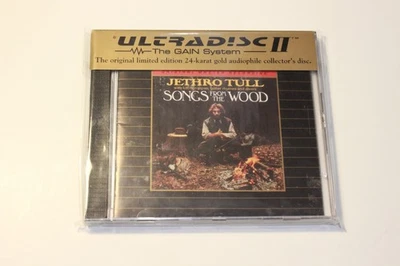 ULTRADISC II™
The GAIN System
The original limited edition 24-karat gold audiophile collector's disc.
JETHRO TULL
SONGS FROM THE WOOD